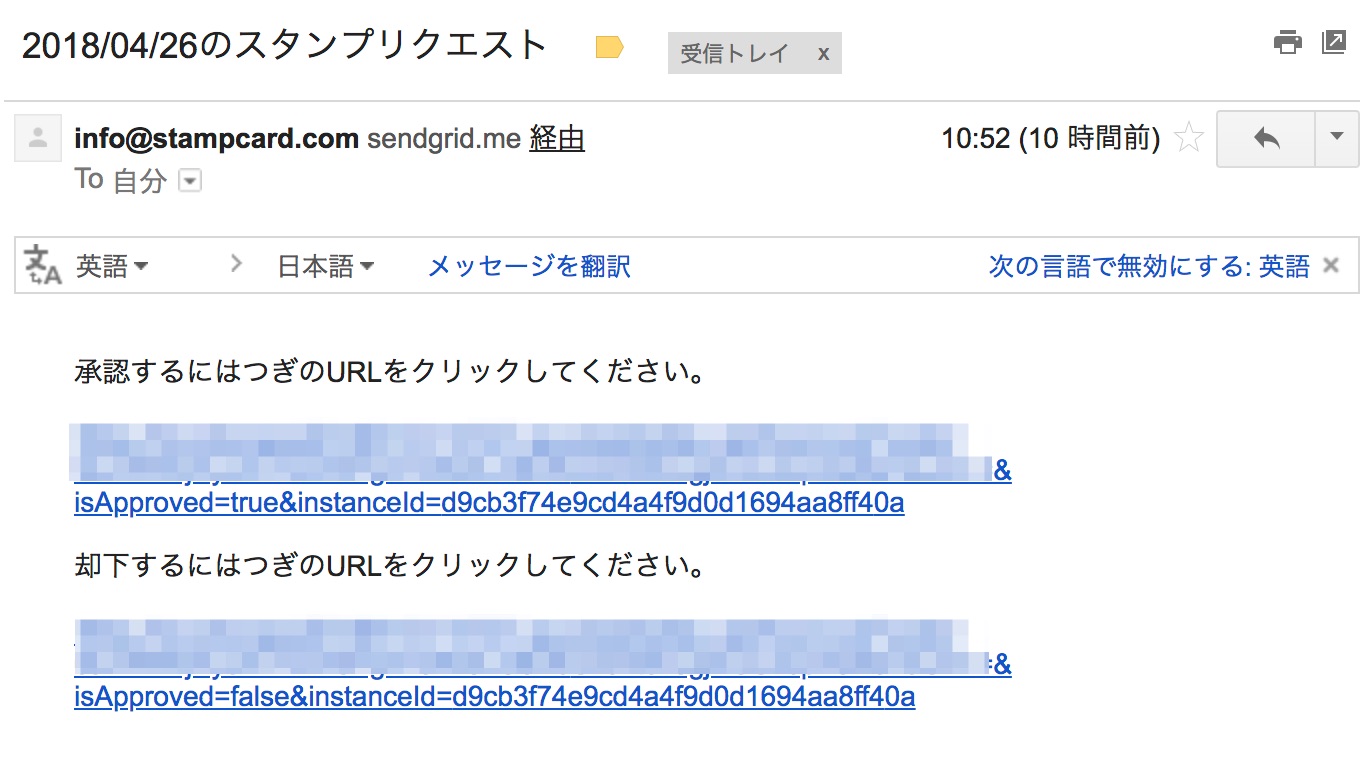 2018/04/26のスタンプリクエスト 受信トレイ x
info@stampcard.com sendgrid.me 経由 10:52 (10 時間前)
To 自分
英語 日本語 メッセージを翻訳 次の言語で無効にする: 英語 ×
承認するにはつぎのURLをクリックしてください。
&
isApproved=true&instanceId=d9cb3f74e9cd4a4f9d0d1694aa8ff40a
却下するにはつぎのURLをクリックしてください。
=&
isApproved=false&instanceId=d9cb3f74e9cd4a4f9d0d1694aa8ff40a